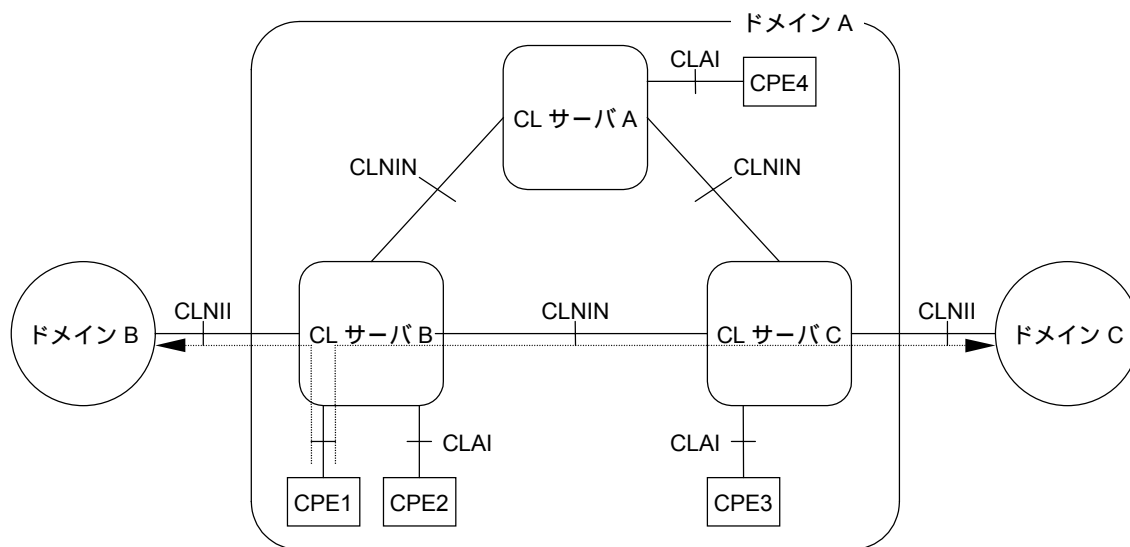 ドメイン A
CLAI
CPE4
CL サーバ A
CLNIN
CLNIN
CLNII
CLNIN
CLNII
ドメイン B
CL サーバ B
CL サーバ C
ドメイン C
CLAI
CLAI
CPE1
CPE2
CPE3